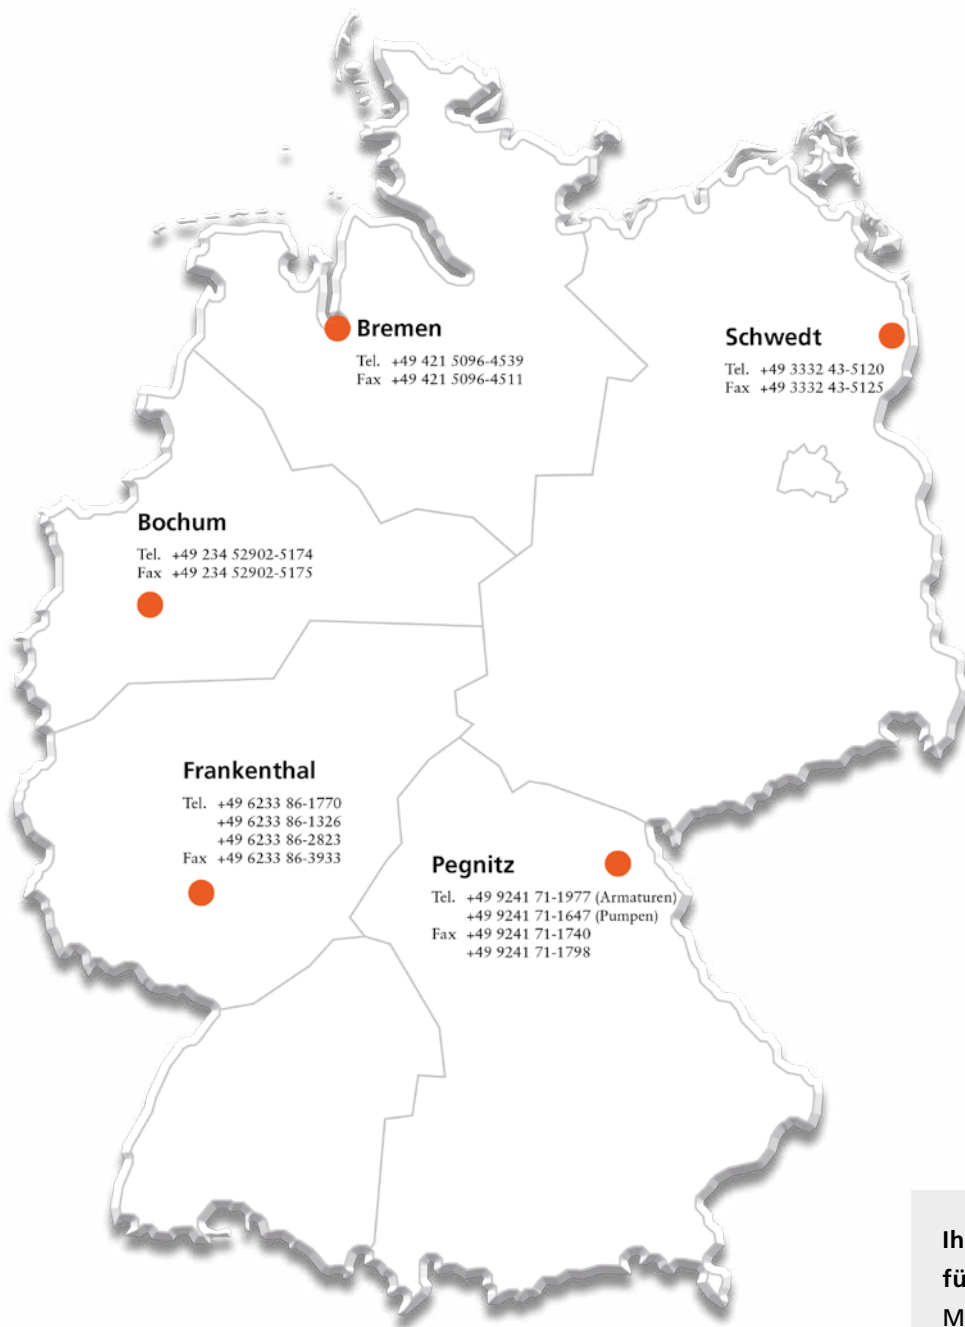 Bremen
Tel. +49 421 5096-4539
Fax +49 421 5096-4511
Schwedt
Tel. +49 3332 43-5120
Fax +49 3332 43-5125
Bochum
Tel. +49 234 52902-5174
Fax +49 234 52902-5175
Frankenthal
Tel. +49 6233 86-1770
+49 6233 86-1326
+49 6233 86-2823
Fax +49 6233 86-3933
Pegnitz
Tel. +49 9241 71-1977 (Armaturen)
+49 9241 71-1647 (Pumpen)
Fax +49 9241 71-1740
+49 9241 71-1798
Ih
fü
M